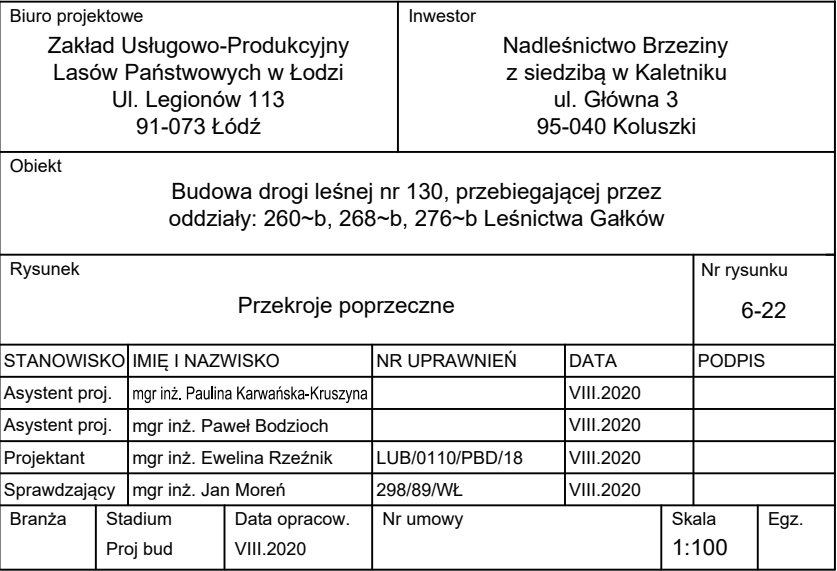 Biuro projektowe
Zakład Usługowo-Produkcyjny
Lasów Państwowych w Łodzi
Ul. Legionów 113
91-073 Łódź
Inwestor
Nadleśnictwo Brzeziny
z siedzibą w Kaletniku
ul. Główna 3
95-040 Koluszki
Obiekt
Budowa drogi leśnej nr 130, przebiegającej przez
oddziały: 260~b, 268~b, 276~b Leśnictwa Gałków
Rysunek
Przekroje poprzeczne
Nr rysunku
6-22
STANOWISKO IMIĘ I NAZWISKO NR UPRAWNIEŃ DATA PODPIS
Asystent proj. mgr inż. Paulina Karwańska-Kruszyna VIII.2020
Asystent proj. mgr inż. Paweł Bodzioch VIII.2020
Projektant mgr inż. Ewelina Rzeźnik LUB/0110/PBD/18 VIII.2020
Sprawdzający mgr inż. Jan Moreń 298/89/WŁ VIII.2020
Branża Stadium Data opracow. Nr umowy Skala Egz.
Proj bud VIII.2020 1:100